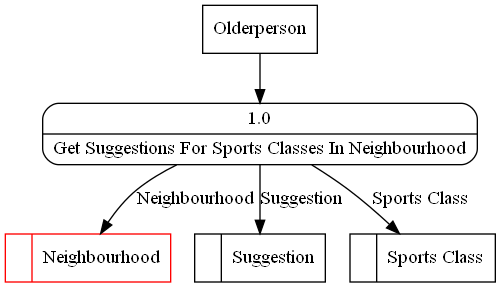 Olderperson
1.0
Get Suggestions For Sports Classes In Neighbourhood
Neighbourhood Suggestion Sports Class
Neighbourhood Suggestion Sports Class